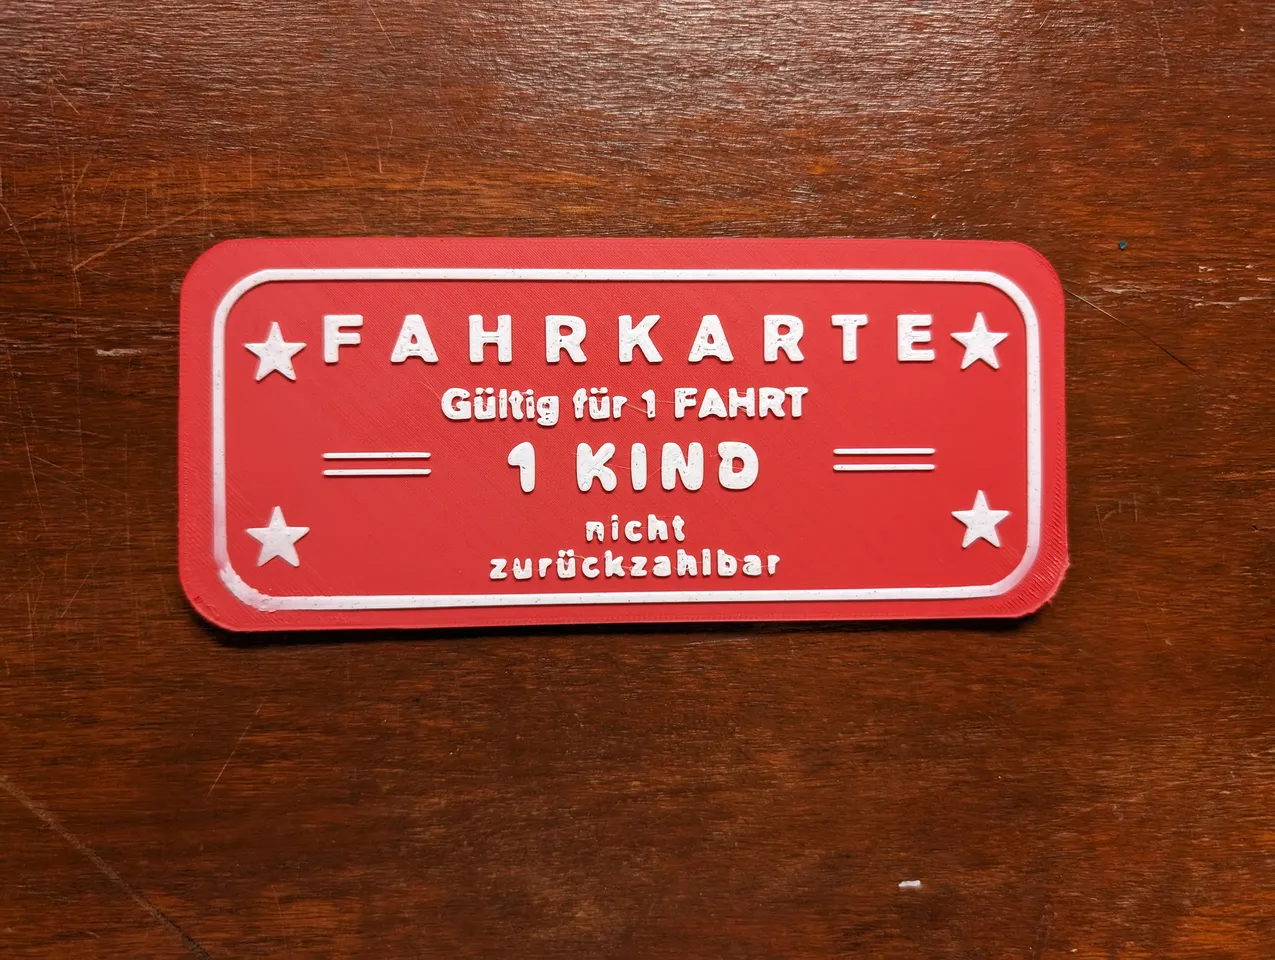 FAHRKARTE
Gültig für 1 FAHRT
1 KIND
nicht
zurückzahlbar